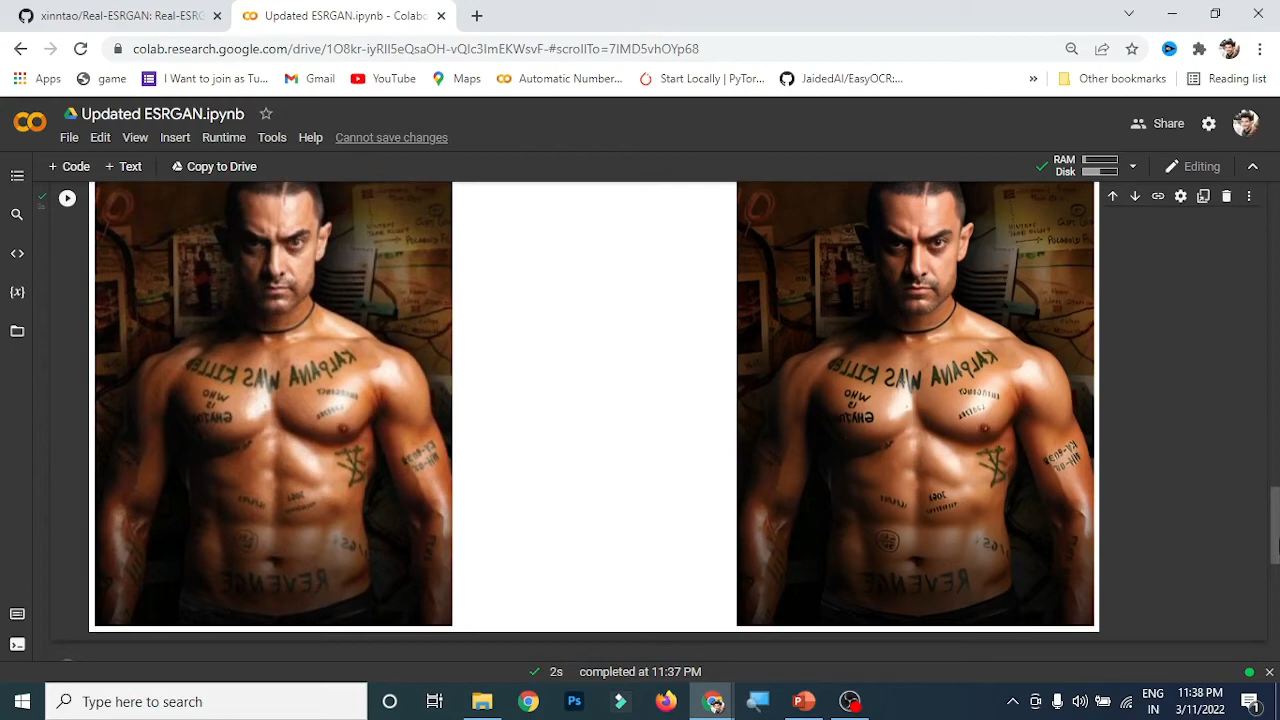 xinntao/Real-ESRGAN: Real-ESRG
Updated ESRGAN.ipynb - Colabo
colab.research.google.com/drive/1O8kr-iyRIl5eQsaOH-vQlc3ImEKWsvF-#scrollTo=7IMD5vhOYp68
Apps
game
I want to join as Tu...
Gmail
YouTube
Maps
Automatic Number...
Start Locally | PyTor...
JaidedAI/EasyOCR:...
»
Other bookmarks
Reading list
Updated ESRGAN.ipynb
Share
File Edit View Insert Runtime Tools Help Cannot save changes
+ Code + Text Copy to Drive
RAM
Disk
Editing
2s
KALPANA WAS KILLED
WHO
IS
REVENGE
KALPANA WAS KILLED
WHO
IS
REVENGE
2s completed at 11:37 PM
Type here to search
ENG
IN
11:38 PM
3/11/2022